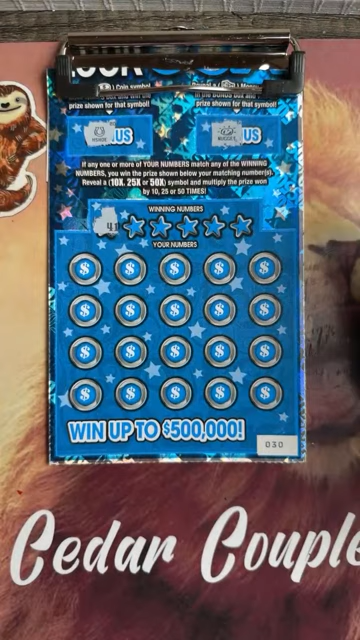 prize shown for that symbol!
prize shown for that symbol!
US
US
If any one or more of YOUR NUMBERS match any of the WINNING
NUMBERS, you win the prize shown below your matching number(s).
Reveal a (10X, 25X or 50X) symbol and multiply the prize won
by 10, 25 or 50 TIMES!
WINNING NUMBERS
41
YOUR NUMBERS
$ $ $ $ $
$ $ $ $ $
$ $ $ $ $
$ $ $ $ $
WIN UP TO $500,000!
030
Cedar Couple